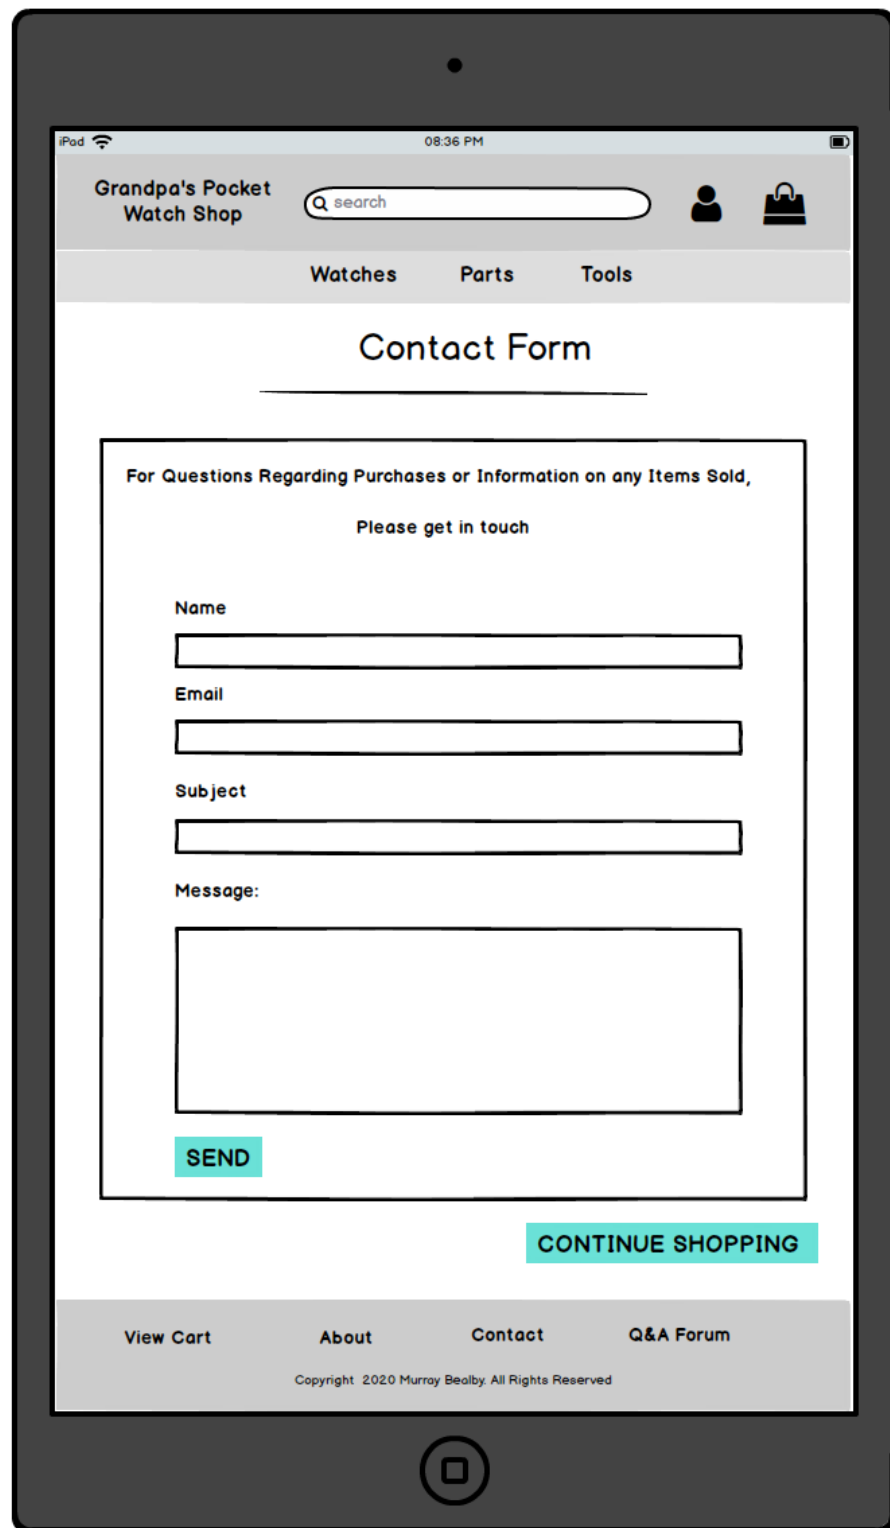 iPad 08:36 PM
Grandpa's Pocket
Watch Shop
search
Watches Parts Tools
Contact Form
For Questions Regarding Purchases or Information on any Items Sold,
Please get in touch
Name
Email
Subject
Message:
SEND
CONTINUE SHOPPING
View Cart About Contact Q&A Forum
Copyright 2020 Murray Bealby. All Rights Reserved